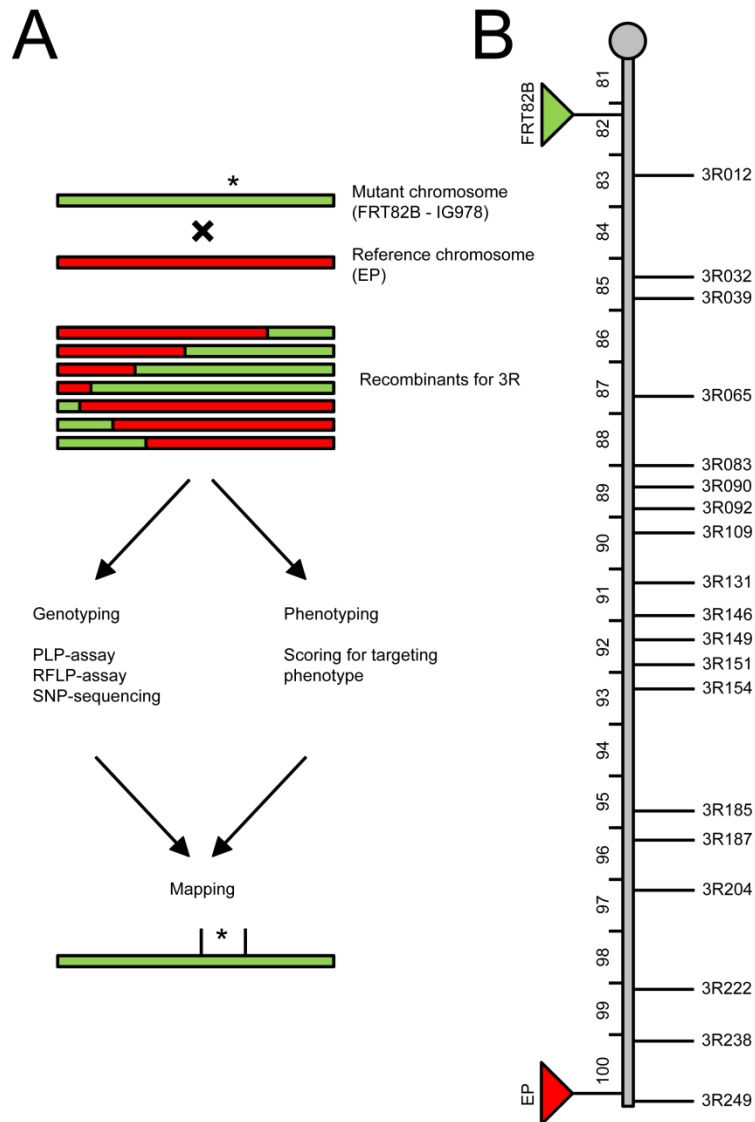 A
*
Mutant chromosome
(FRT82B - IG978)
Reference chromosome
(EP)
Recombinants for 3R
Genotyping
PLP-assay
RFLP-assay
SNP-sequencing
Phenotyping
Scoring for targeting
phenotype
Mapping
*
B
FRT82B
EP
81
82
83
84
85
86
87
88
89
90
91
92
93
94
95
96
97
98
99
100
3R012
3R032
3R039
3R065
3R083
3R090
3R092
3R109
3R131
3R146
3R149
3R151
3R154
3R185
3R187
3R204
3R222
3R238
3R249